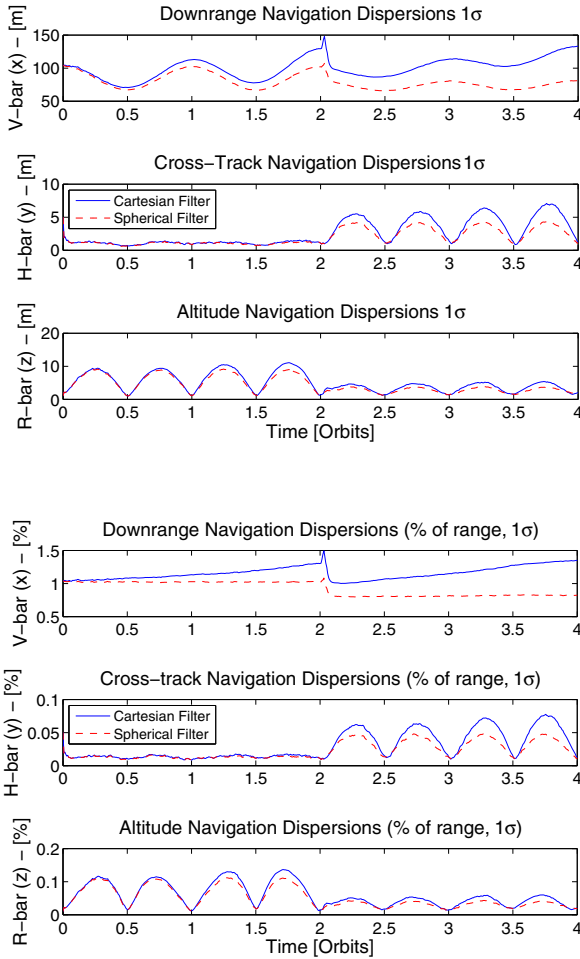 Downrange Navigation Dispersions 1σ
V−bar (x) − [m]
150
100
50
0 0.5 1 1.5 2 2.5 3 3.5 4
Cross−Track Navigation Dispersions 1σ
H−bar (y) − [m]
10
5
0
Cartesian Filter
Spherical Filter
0 0.5 1 1.5 2 2.5 3 3.5 4
Altitude Navigation Dispersions 1σ
R−bar (z) − [m]
20
10
0
0 0.5 1 1.5 2 2.5 3 3.5 4
Time [Orbits]
Downrange Navigation Dispersions (% of range, 1σ)
V−bar (x) − [%]
1.5
1
0.5
0 0.5 1 1.5 2 2.5 3 3.5 4
Cross−track Navigation Dispersions (% of range, 1σ)
H−bar (y) − [%]
0.1
0.05
0
Cartesian Filter
Spherical Filter
0 0.5 1 1.5 2 2.5 3 3.5 4
Altitude Navigation Dispersions (% of range, 1σ)
R−bar (z) − [%]
0.2
0.1
0
0 0.5 1 1.5 2 2.5 3 3.5 4
Time [Orbits]